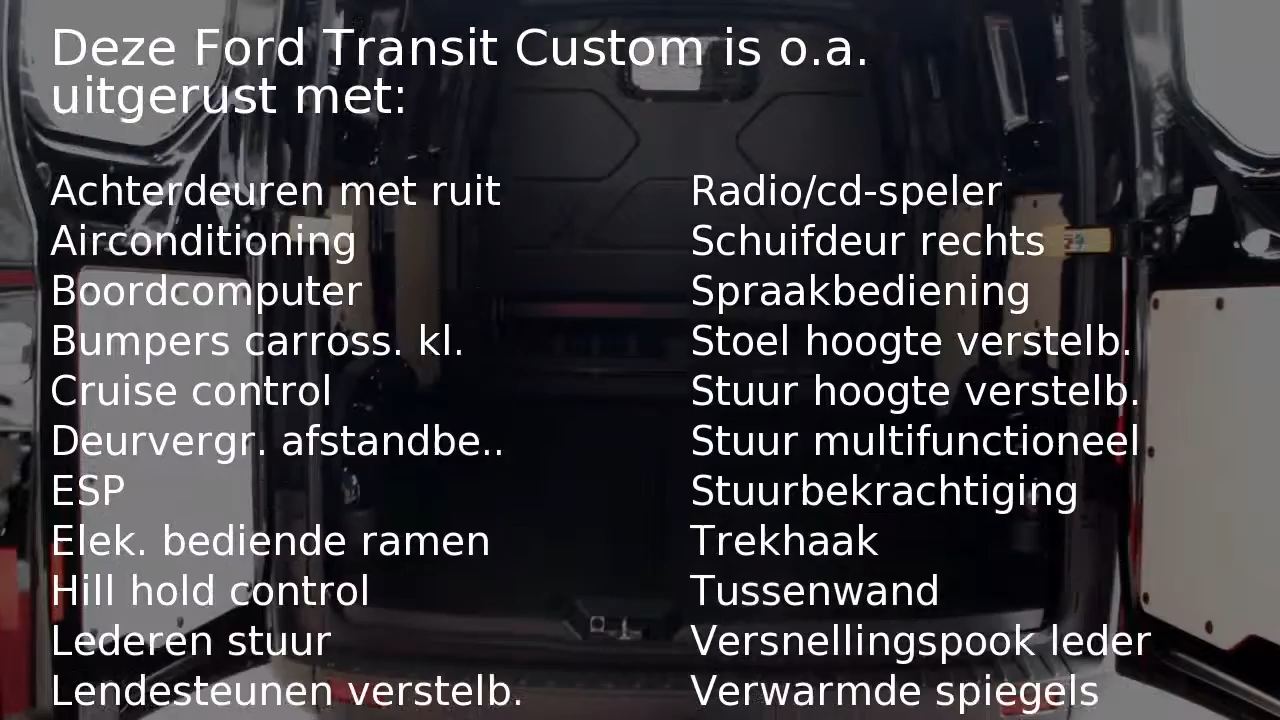 Deze Ford Transit Custom is o.a.
uitgerust met:
Achterdeuren met ruit
Airconditioning
Boordcomputer
Bumpers carross. kl.
Cruise control
Deurvergr. afstandbe..
ESP
Elek. bediende ramen
Hill hold control
Lederen stuur
Lendesteunen verstelb.
Radio/cd-speler
Schuifdeur rechts
Spraakbediening
Stoel hoogte verstelb.
Stuur hoogte verstelb.
Stuur multifunctioneel
Stuurbekrachtiging
Trekhaak
Tussenwand
Versnellingspook leder
Verwarmde spiegels